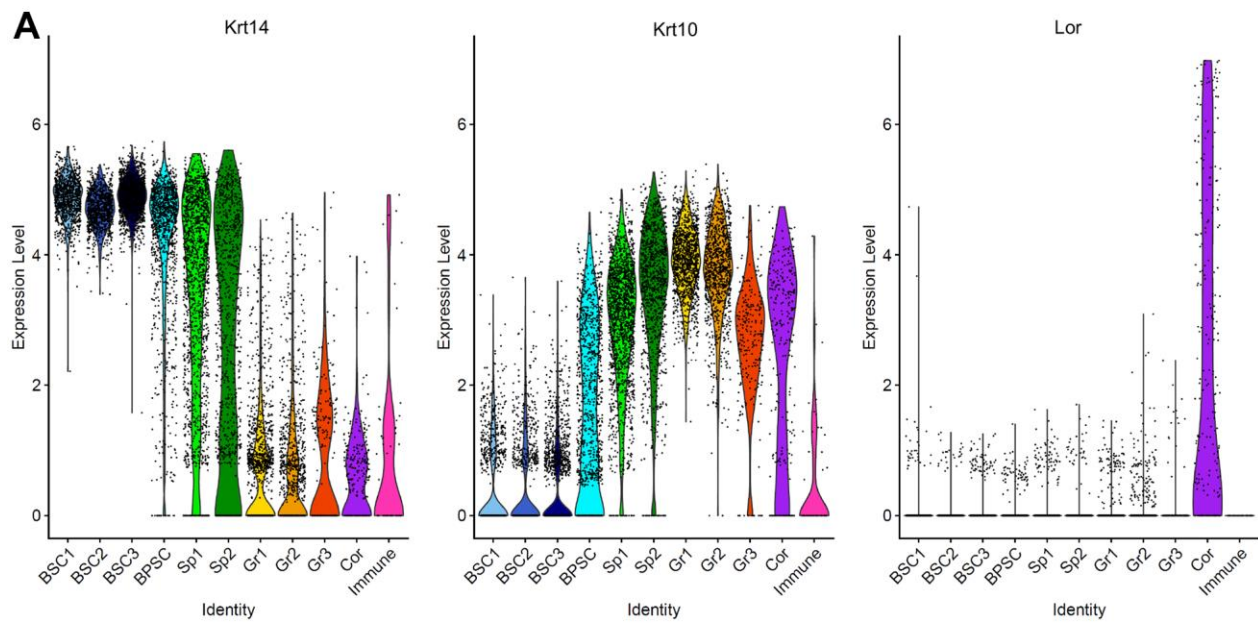 A
Krt14
Krt10
Lor
Expression Level
6
4
2
0
BSC1
BSC2
BSC3
BPSC
Sp1
Sp2
Gr1
Gr2
Gr3
Cor
Immune
Identity
Expression Level
6
4
2
0
BSC1
BSC2
BSC3
BPSC
Sp1
Sp2
Gr1
Gr2
Gr3
Cor
Immune
Identity
Expression Level
6
4
2
0
BSC1
BSC2
BSC3
BPSC
Sp1
Sp2
Gr1
Gr2
Gr3
Cor
Immune
Identity